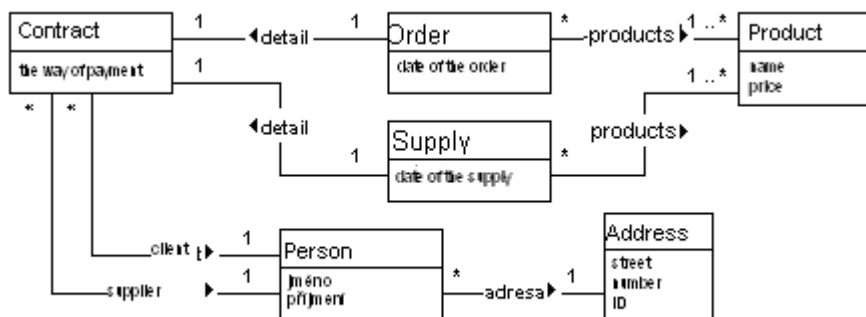 Contract
the way of payment
1
detail
1
Order
date of the order
*
products
1 ..*
Product
name
price
1
detail
1
Supply
date of the supply
*
products
1 ..*
*
*
client
1
supplier
1
Person
jméno
příjmení
*
adresa
1
Address
street
number
ID